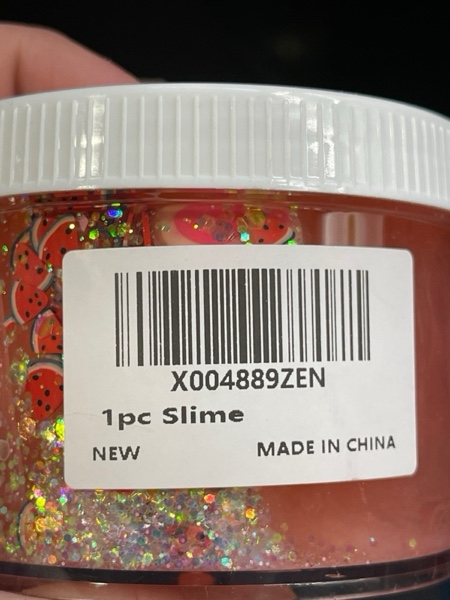 X004889ZEN
1pc Slime
NEW
MADE IN CHINA